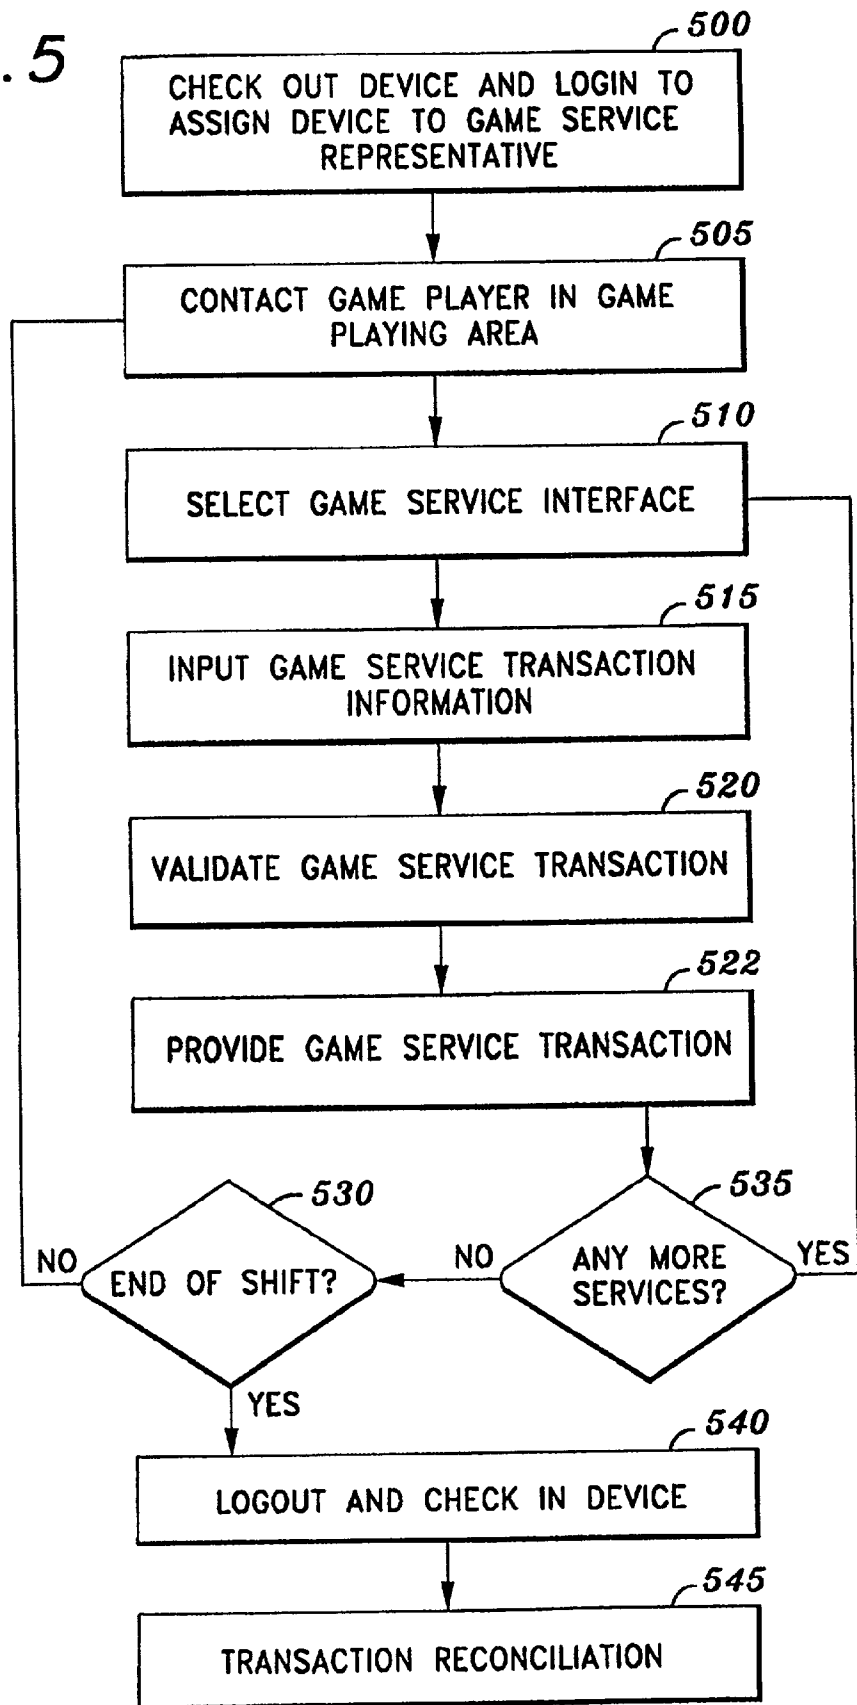 . 5
500
CHECK OUT DEVICE AND LOGIN TO
ASSIGN DEVICE TO GAME SERVICE
REPRESENTATIVE
505
CONTACT GAME PLAYER IN GAME
PLAYING AREA
510
SELECT GAME SERVICE INTERFACE
515
INPUT GAME SERVICE TRANSACTION
INFORMATION
520
VALIDATE GAME SERVICE TRANSACTION
522
PROVIDE GAME SERVICE TRANSACTION
530
535
NO
END OF SHIFT?
NO
ANY MORE
SERVICES?
YES
YES
540
LOGOUT AND CHECK IN DEVICE
545
TRANSACTION RECONCILIATION